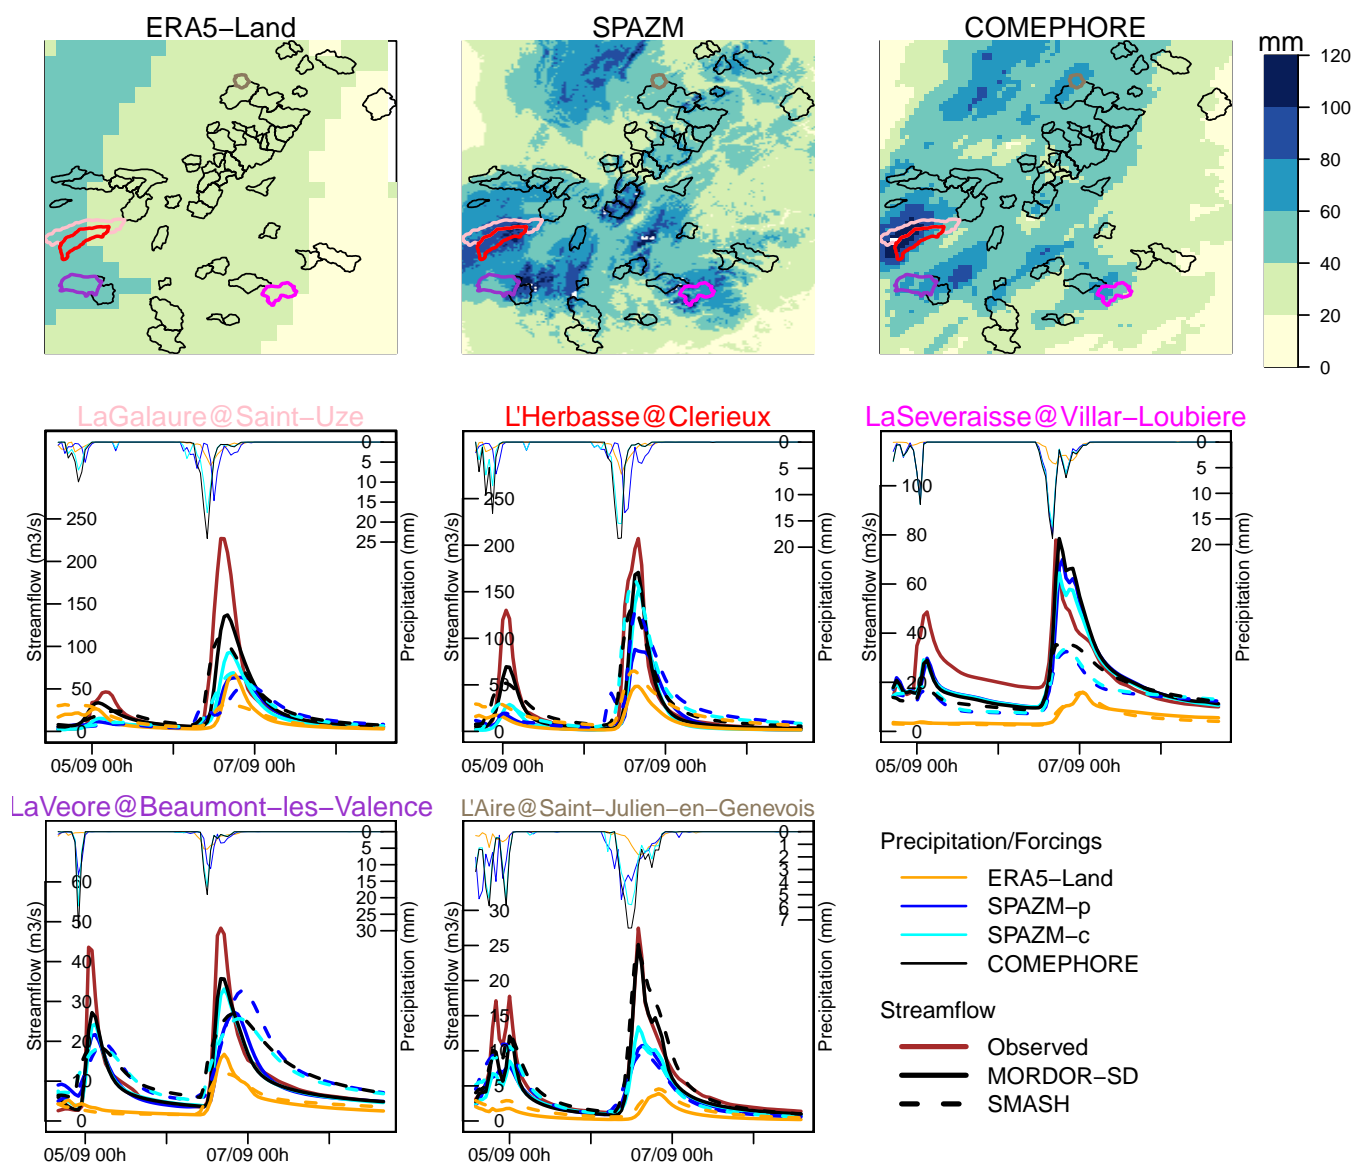 ERA5−Land
SPAZM
COMEPHORE
mm
120
100
80
60
40
20
0
LaGalaure@Saint−Uze
Streamflow (m3/s)
250
200
150
100
50
0
0
5
10
15
20
25
Precipitation (mm)
05/09 00h
07/09 00h
L'Herbasse@Clerieux
Streamflow (m3/s)
250
200
150
100
50
0
0
5
10
15
20
Precipitation (mm)
05/09 00h
07/09 00h
LaSeveraisse@Villar−Loubiere
Streamflow (m3/s)
100
80
60
40
20
0
0
5
10
15
20
Precipitation (mm)
05/09 00h
07/09 00h
LaVeore@Beaumont−les−Valence
Streamflow (m3/s)
60
50
40
30
20
10
0
0
5
10
15
20
25
30
Precipitation (mm)
05/09 00h
07/09 00h
L'Aire@Saint−Julien−en−Genevois
Streamflow (m3/s)
30
25
20
15
10
5
0
0
1
2
3
4
5
6
7
Precipitation (mm)
05/09 00h
07/09 00h
Precipitation/Forcings
ERA5−Land
SPAZM−p
SPAZM−c
COMEPHORE
Streamflow
Observed
MORDOR−SD
SMASH